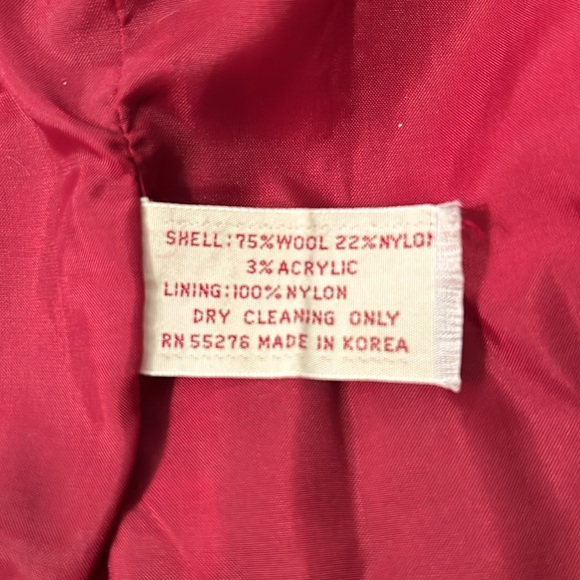 SHELL:75%WOOL 22%NYLON
3% ACRYLIC
LINING:100%NYLON
DRY CLEANING ONLY
RN 55276 MADE IN KOREA